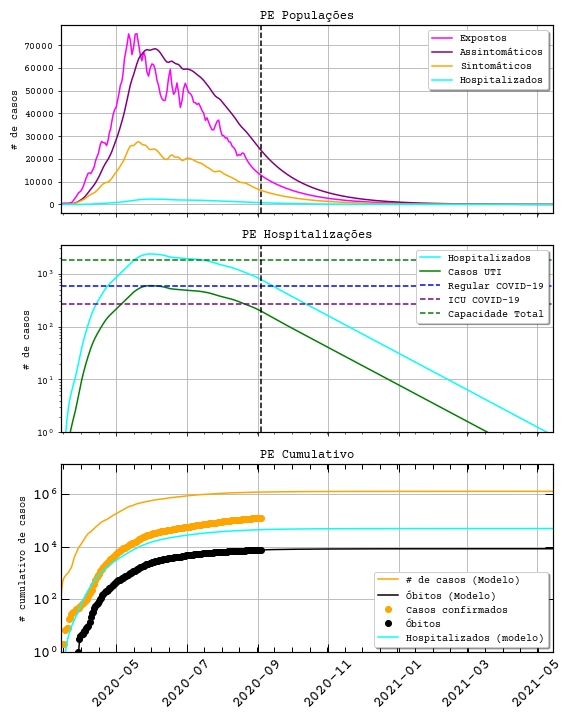 PE Populações
# de casos
70000
60000
50000
40000
30000
20000
10000
0
Expostos
Assintomáticos
Sintomáticos
Hospitalizados
PE Hospitalizações
# de casos
10³
10²
10¹
10⁰
Hospitalizados
Casos UTI
Regular COVID-19
ICU COVID-19
Capacidade Total
PE Cumulativo
# cumulativo de casos
10⁶
10⁴
10²
10⁰
# de casos (Modelo)
Óbitos (Modelo)
Casos confirmados
Óbitos
Hospitalizados (modelo)
2020-05
2020-07
2020-09
2020-11
2021-01
2021-03
2021-05